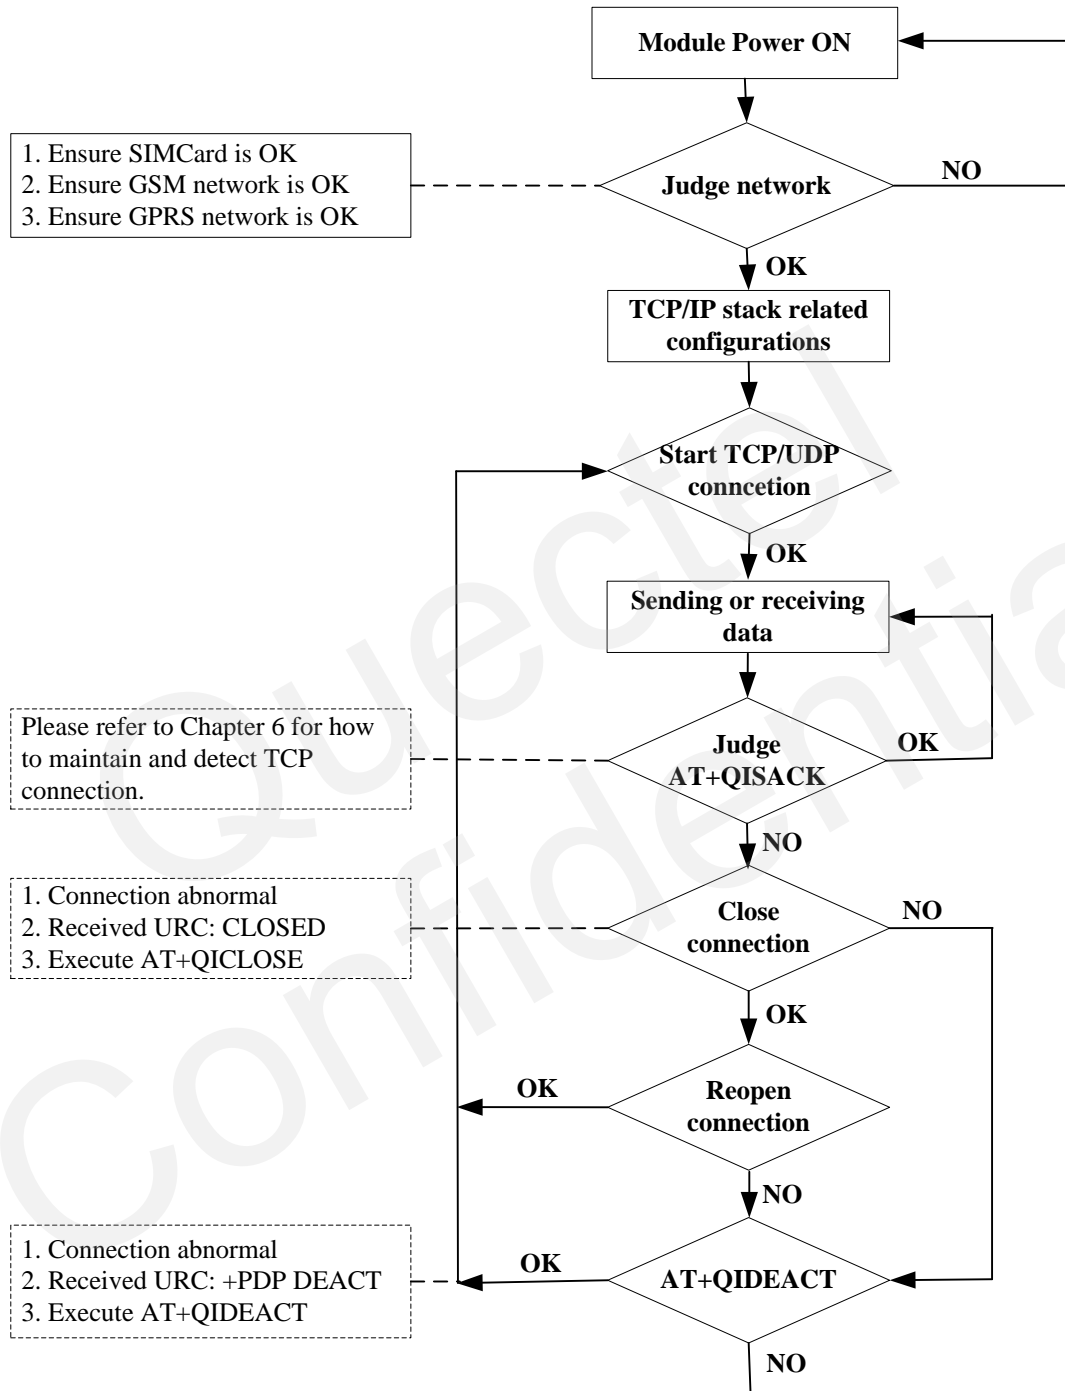 Module Power ON
1. Ensure SIMCard is OK
2. Ensure GSM network is OK
3. Ensure GPRS network is OK
Judge network
NO
OK
TCP/IP stack related
configurations
Start TCP/UDP
conncetion
OK
Sending or receiving
data
Please refer to Chapter 6 for how
to maintain and detect TCP
connection.
Judge
AT+QISACK
OK
NO
1. Connection abnormal
2. Received URC: CLOSED
3. Execute AT+QICLOSE
Close
connection
NO
OK
OK
Reopen
connection
NO
1. Connection abnormal
2. Received URC: +PDP DEACT
3. Execute AT+QIDEACT
OK
AT+QIDEACT
NO
Quectel
Confidentia